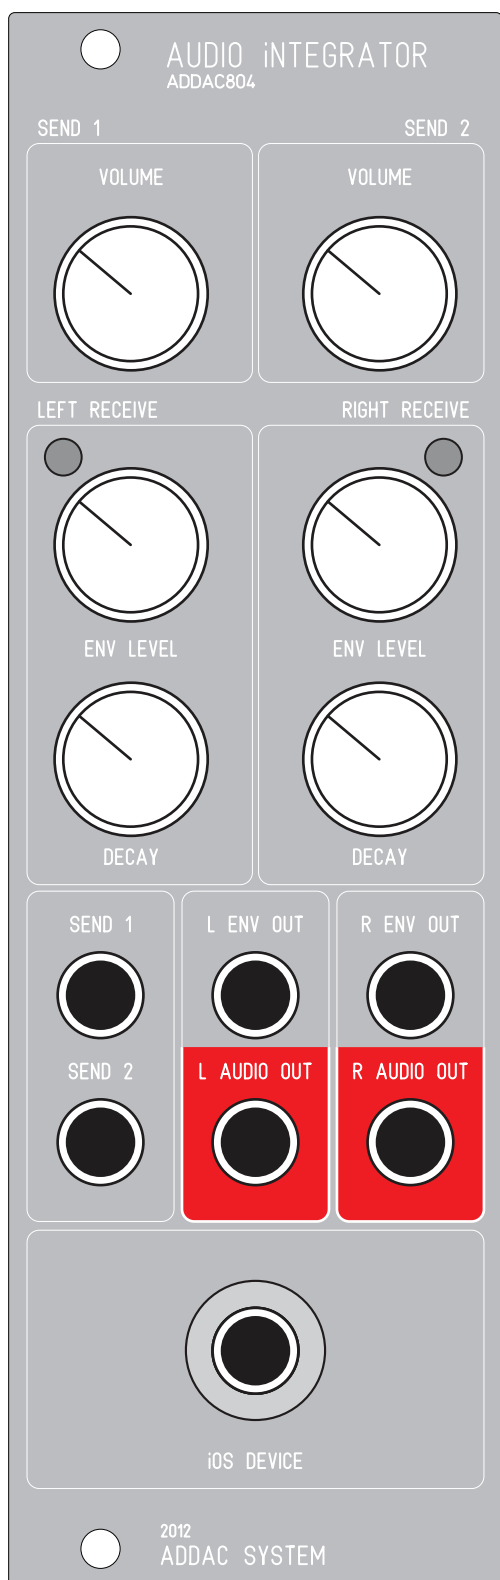 AUDIO iNTEGRATOR
ADDAC804
SEND 1 SEND 2
VOLUME VOLUME
LEFT RECEIVE RIGHT RECEIVE
ENV LEVEL ENV LEVEL
DECAY DECAY
SEND 1 L ENV OUT R ENV OUT
SEND 2 L AUDIO OUT R AUDIO OUT
iOS DEVICE
2012
ADDAC SYSTEM